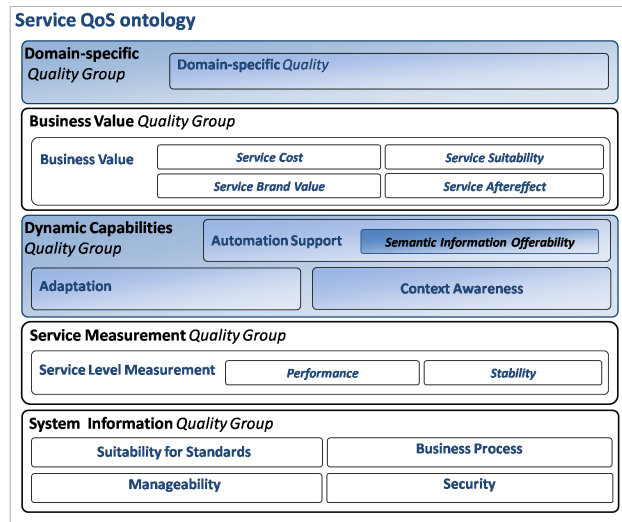 Service QoS ontology
Domain-specific
Quality Group
Domain-specific Quality
Business Value Quality Group
Business Value
Service Cost
Service Suitability
Service Brand Value
Service Aftereffect
Dynamic Capabilities
Quality Group
Automation Support
Semantic Information Offerability
Adaptation
Context Awareness
Service Measurement Quality Group
Service Level Measurement
Performance
Stability
System Information Quality Group
Suitability for Standards
Business Process
Manageability
Security